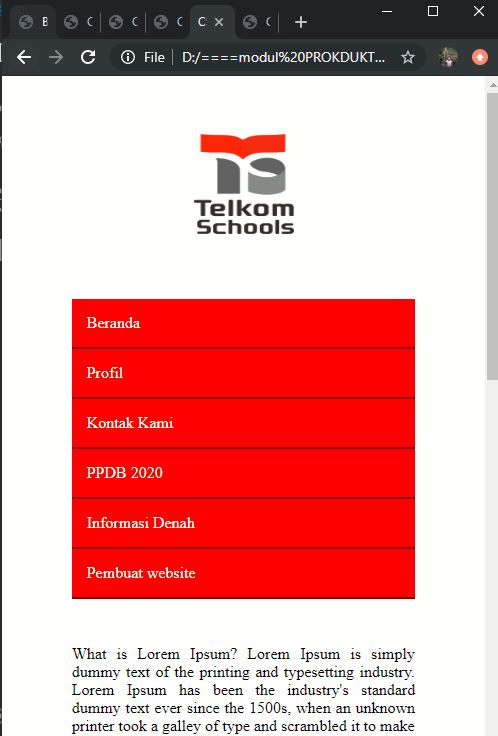 B
C
C
C
C
C
File
D:/====modul%20PROKDUKT...
Telkom
Schools
Beranda
Profil
Kontak Kami
PPDB 2020
Informasi Denah
Pembuat website
What is Lorem Ipsum? Lorem Ipsum is simply
dummy text of the printing and typesetting industry.
Lorem Ipsum has been the industry's standard
dummy text ever since the 1500s, when an unknown
printer took a galley of type and scrambled it to make